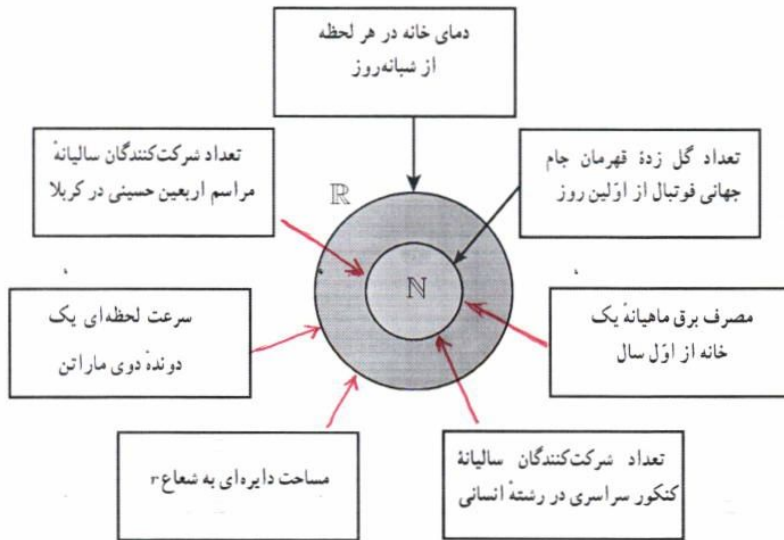 دمای خانه در هر لحظه
از شبانه‌روز
تعداد گل زدۀ قهرمان جام
جهانی فوتبال از اوّلین روز
تعداد شرکت‌کنندگان سالیانهٔ
مراسم اربعین حسینی در کربلا
ℝ
ℕ
مصرف برق ماهیانهٔ یک
خانه از اوّل سال
سرعت لحظه‌ای یک
دوندهٔ دوی ماراتن
تعداد شرکت‌کنندگان سالیانۀ
کنکور سراسری در رشتهٔ انسانی
مساحت دایره‌ای به شعاع r